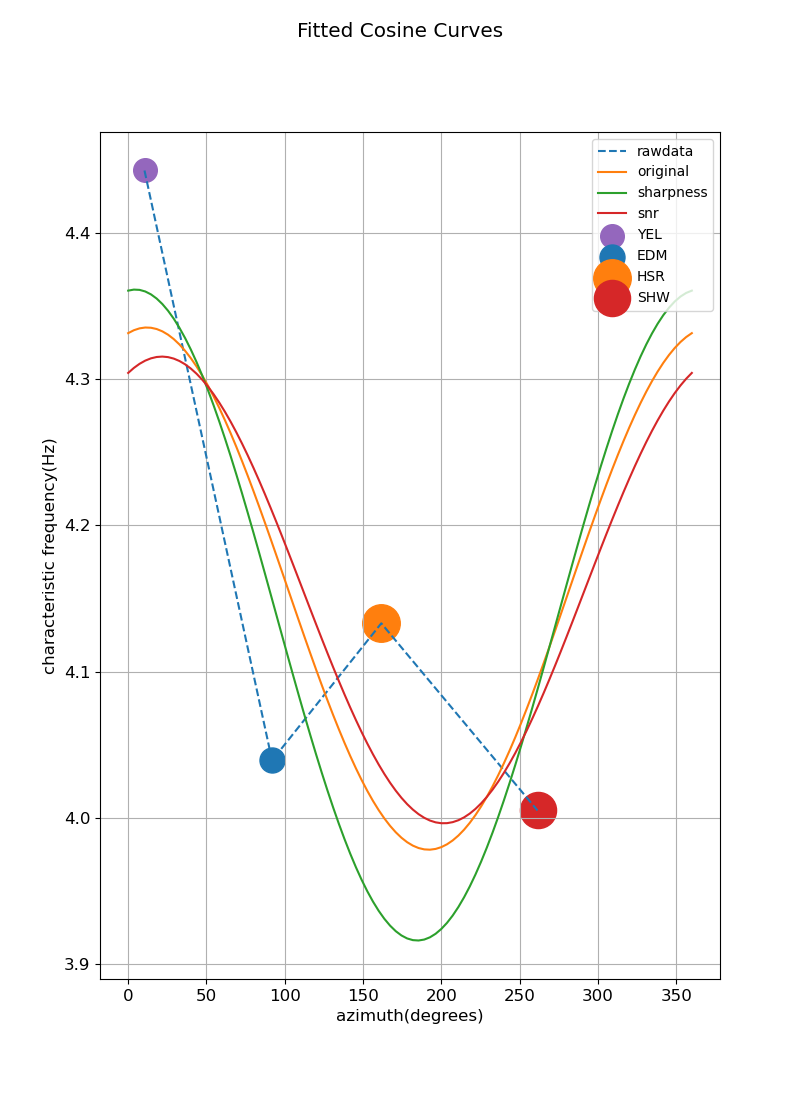 Fitted Cosine Curves
rawdata
original
sharpness
snr
YEL
EDM
HSR
SHW
characteristic frequency(Hz)
4.4
4.3
4.2
4.1
4.0
3.9
0 50 100 150 200 250 300 350
azimuth(degrees)